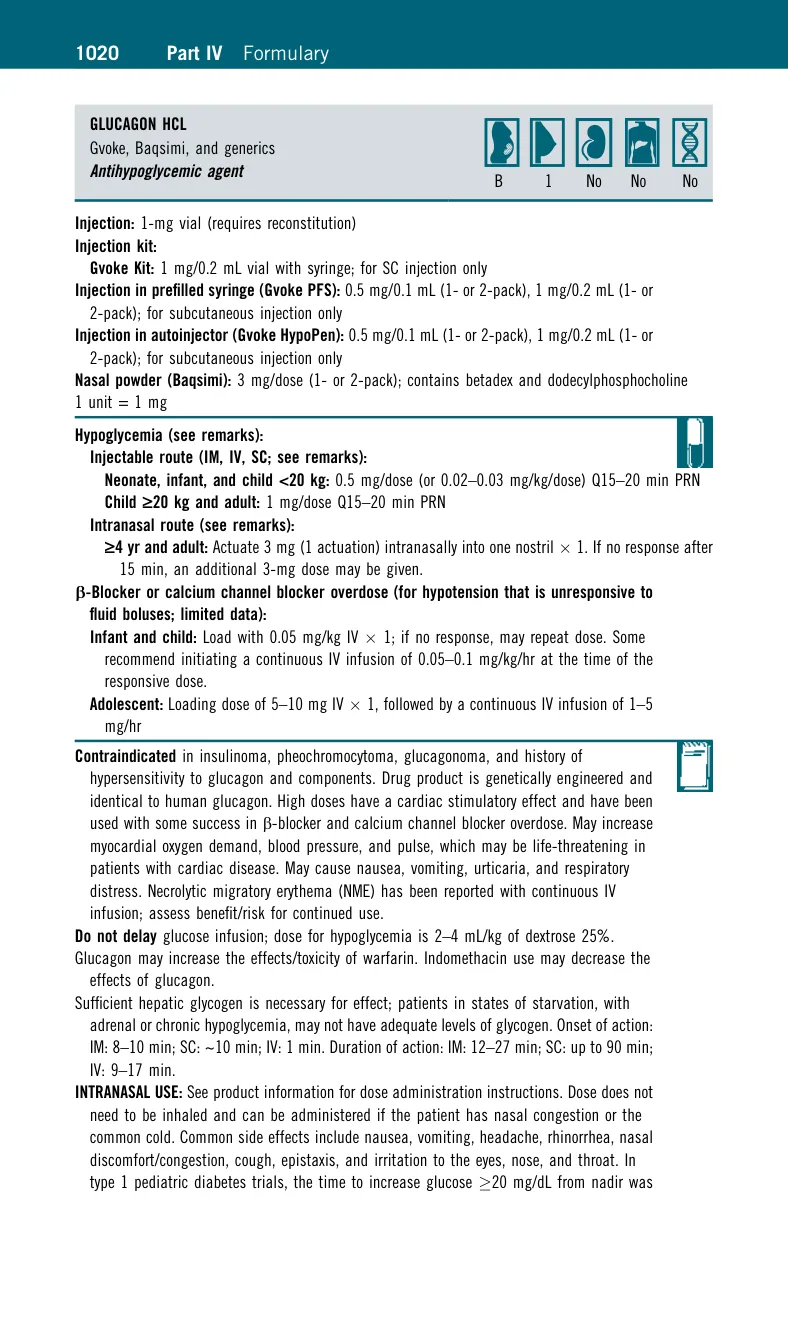 1020 Part IV Formulary
GLUCAGON HCL
Gvoke, Baqsimi, and generics
Antihypoglycemic agent
B 1 No No No
Injection: 1-mg vial (requires reconstitution)
Injection kit:
Gvoke Kit: 1 mg/0.2 mL vial with syringe; for SC injection only
Injection in prefilled syringe (Gvoke PFS): 0.5 mg/0.1 mL (1- or 2-pack), 1 mg/0.2 mL (1- or
2-pack); for subcutaneous injection only
Injection in autoinjector (Gvoke HypoPen): 0.5 mg/0.1 mL (1- or 2-pack), 1 mg/0.2 mL (1- or
2-pack); for subcutaneous injection only
Nasal powder (Baqsimi): 3 mg/dose (1- or 2-pack); contains betadex and dodecylphosphocholine
1 unit = 1 mg
Hypoglycemia (see remarks):
Injectable route (IM, IV, SC; see remarks):
Neonate, infant, and child <20 kg: 0.5 mg/dose (or 0.02–0.03 mg/kg/dose) Q15–20 min PRN
Child ≥20 kg and adult: 1 mg/dose Q15–20 min PRN
Intranasal route (see remarks):
≥4 yr and adult: Actuate 3 mg (1 actuation) intranasally into one nostril × 1. If no response after
15 min, an additional 3-mg dose may be given.
β-Blocker or calcium channel blocker overdose (for hypotension that is unresponsive to
fluid boluses; limited data):
Infant and child: Load with 0.05 mg/kg IV × 1; if no response, may repeat dose. Some
recommend initiating a continuous IV infusion of 0.05–0.1 mg/kg/hr at the time of the
responsive dose.
Adolescent: Loading dose of 5–10 mg IV × 1, followed by a continuous IV infusion of 1–5
mg/hr
Contraindicated in insulinoma, pheochromocytoma, glucagonoma, and history of
hypersensitivity to glucagon and components. Drug product is genetically engineered and
identical to human glucagon. High doses have a cardiac stimulatory effect and have been
used with some success in β-blocker and calcium channel blocker overdose. May increase
myocardial oxygen demand, blood pressure, and pulse, which may be life-threatening in
patients with cardiac disease. May cause nausea, vomiting, urticaria, and respiratory
distress. Necrolytic migratory erythema (NME) has been reported with continuous IV
infusion; assess benefit/risk for continued use.
Do not delay glucose infusion; dose for hypoglycemia is 2–4 mL/kg of dextrose 25%.
Glucagon may increase the effects/toxicity of warfarin. Indomethacin use may decrease the
effects of glucagon.
Sufficient hepatic glycogen is necessary for effect; patients in states of starvation, with
adrenal or chronic hypoglycemia, may not have adequate levels of glycogen. Onset of action:
IM: 8–10 min; SC: ~10 min; IV: 1 min. Duration of action: IM: 12–27 min; SC: up to 90 min;
IV: 9–17 min.
INTRANASAL USE: See product information for dose administration instructions. Dose does not
need to be inhaled and can be administered if the patient has nasal congestion or the
common cold. Common side effects include nausea, vomiting, headache, rhinorrhea, nasal
discomfort/congestion, cough, epistaxis, and irritation to the eyes, nose, and throat. In
type 1 pediatric diabetes trials, the time to increase glucose ≥20 mg/dL from nadir was